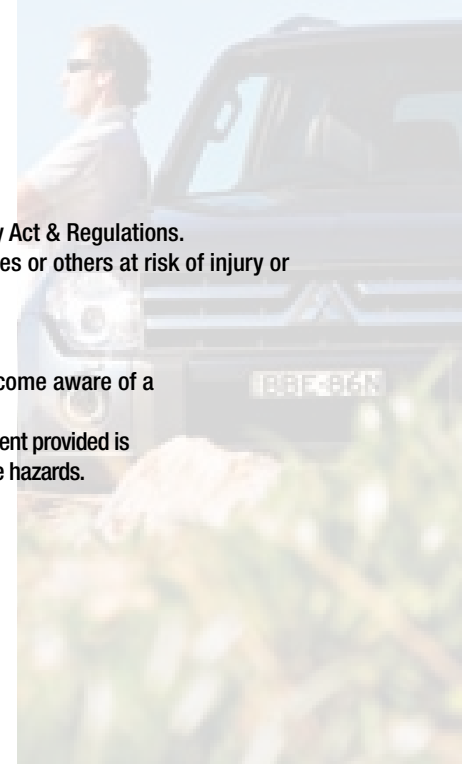 Act & Regulations.
es or others at risk of injury or
come aware of a
ent provided is
hazards.